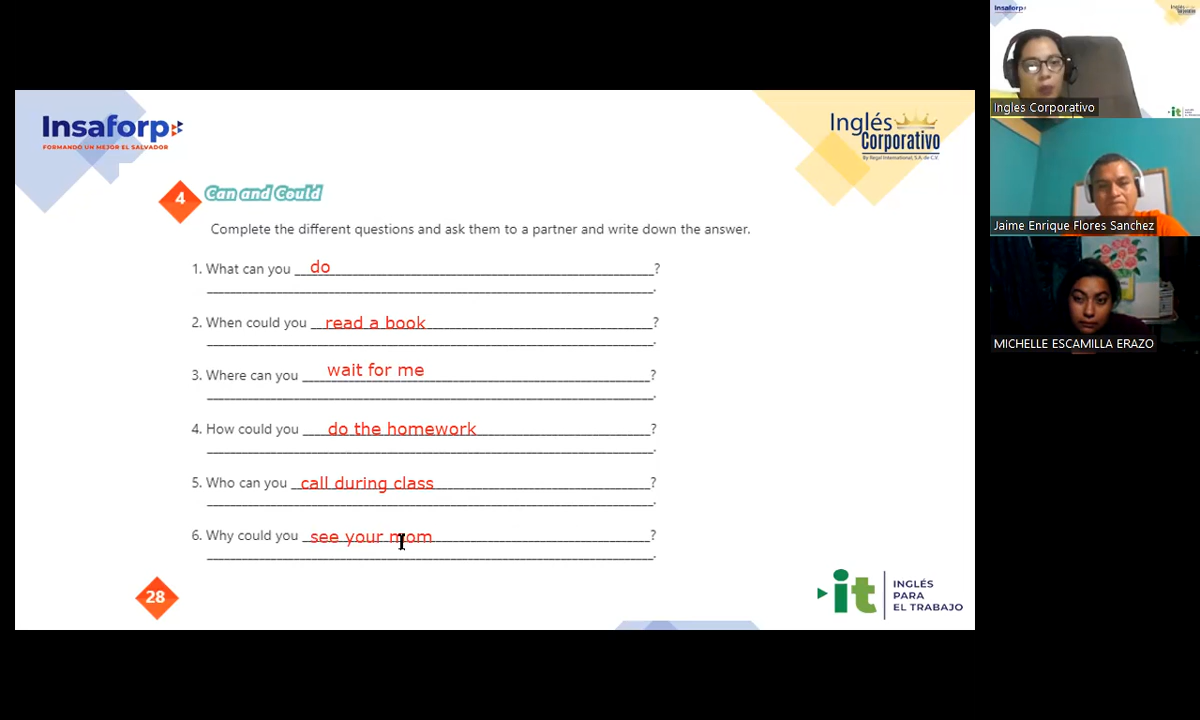 Insaforp
FORMANDO UN MEJOR EL SALVADOR
Inglés
Corporativo
By Regal International, S.A. de C.V.
4 Can and Could
Complete the different questions and ask them to a partner and write down the answer.
1. What can you do ?
2. When could you read a book ?
3. Where can you wait for me ?
4. How could you do the homework ?
5. Who can you call during class ?
6. Why could you see your mom ?
28
it
INGLÉS
PARA
EL TRABAJO
Insaforp
Ingles Corporativo
Jaime Enrique Flores Sanchez
MICHELLE ESCAMILLA ERAZO